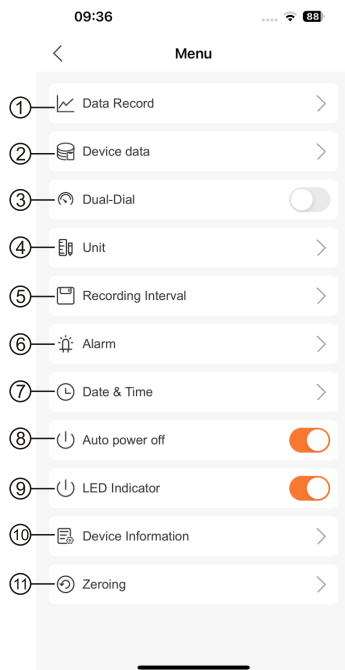 09:36
88
Menu
① Data Record
② Device data
③ Dual-Dial
④ Unit
⑤ Recording Interval
⑥ Alarm
⑦ Date & Time
⑧ Auto power off
⑨ LED Indicator
⑩ Device Information
⑪ Zeroing